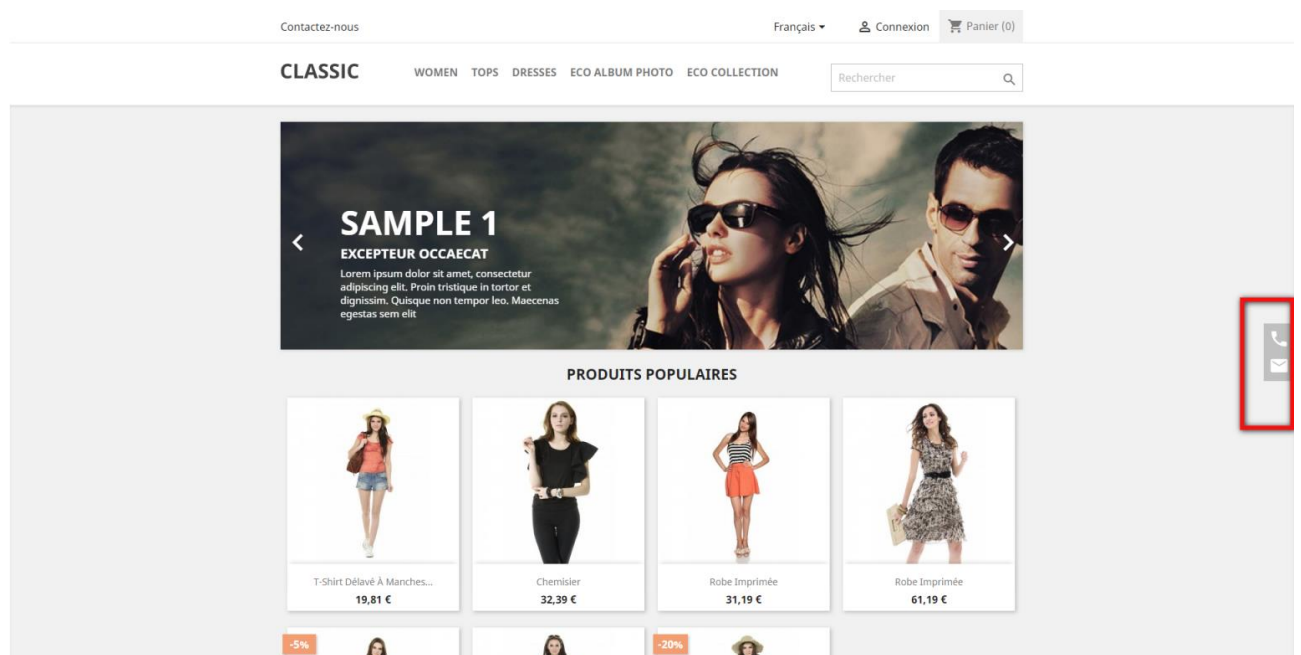 Contactez-nous
Français
Connexion
Panier (0)
CLASSIC
WOMEN TOPS DRESSES ECO ALBUM PHOTO ECO COLLECTION
Rechercher
SAMPLE 1
EXCEPTEUR OCCAECAT
Lorem ipsum dolor sit amet, consectetur
adipiscing elit. Proin tristique in tortor et
dignissim. Quisque non tempor leo. Maecenas
egestas sem elit
PRODUITS POPULAIRES
T-Shirt Délavé À Manches...
19,81 €
Chemisier
32,39 €
Robe Imprimée
31,19 €
Robe Imprimée
61,19 €
-5%
-20%